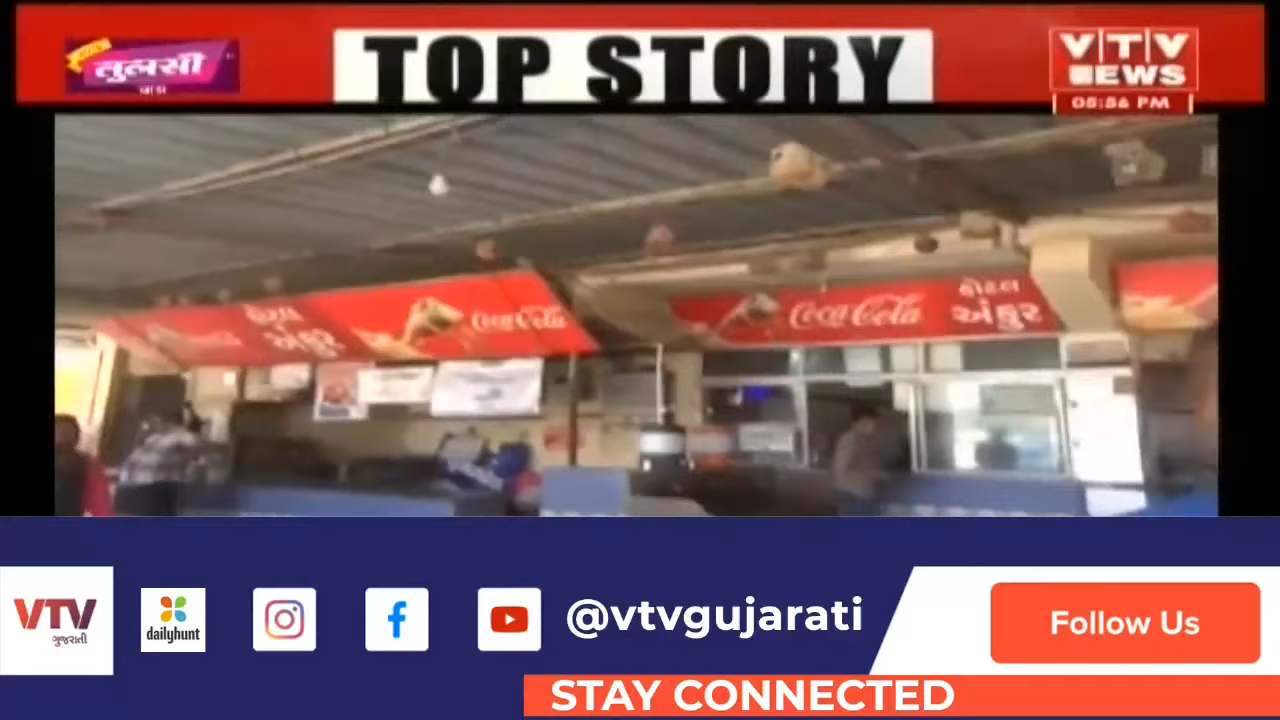 તુલસી
TOP STORY
VTV
NEWS
05:56 PM
હોટલ
અંકુર
Coca-Cola
Coca-Cola
હોટલ
અંકુર
VTV
ગુજરાતી
dailyhunt
@vtvgujarati
Follow Us
STAY CONNECTED